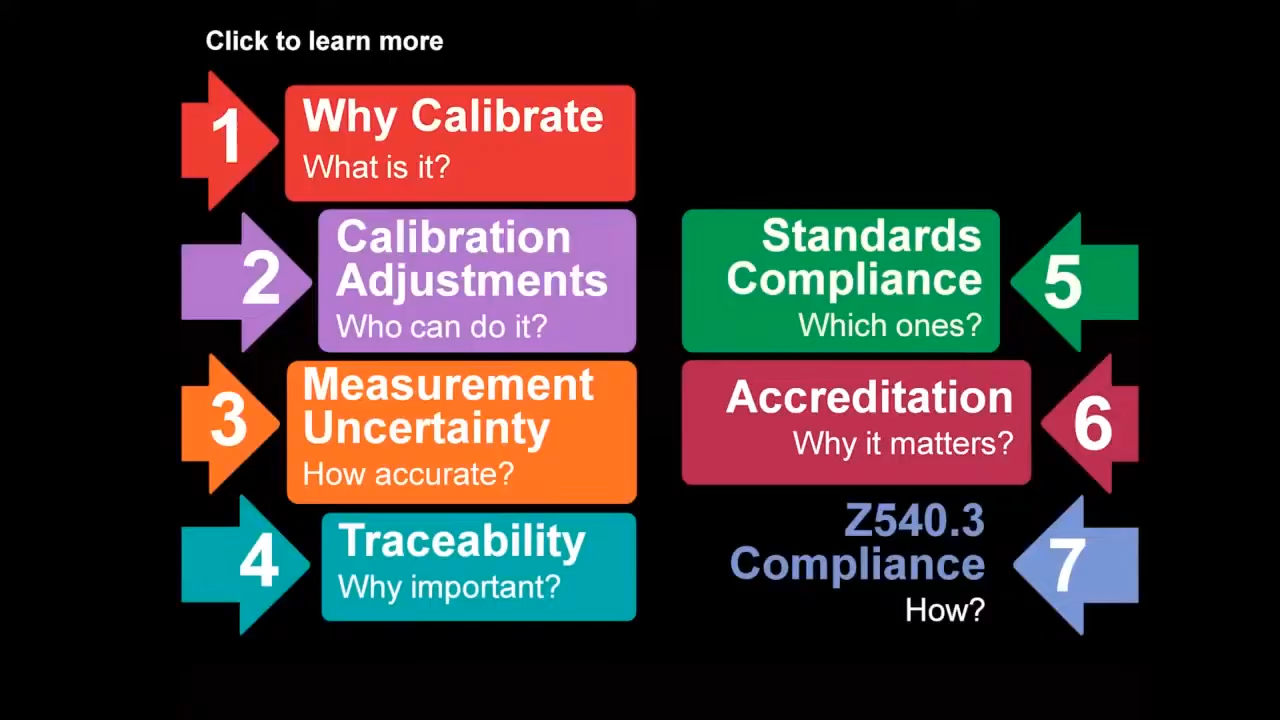 Click to learn more
1
Why Calibrate
What is it?
2
Calibration
Adjustments
Who can do it?
3
Measurement
Uncertainty
How accurate?
4
Traceability
Why important?
Standards
Compliance
Which ones?
5
Accreditation
Why it matters?
6
Z540.3
Compliance
How?
7